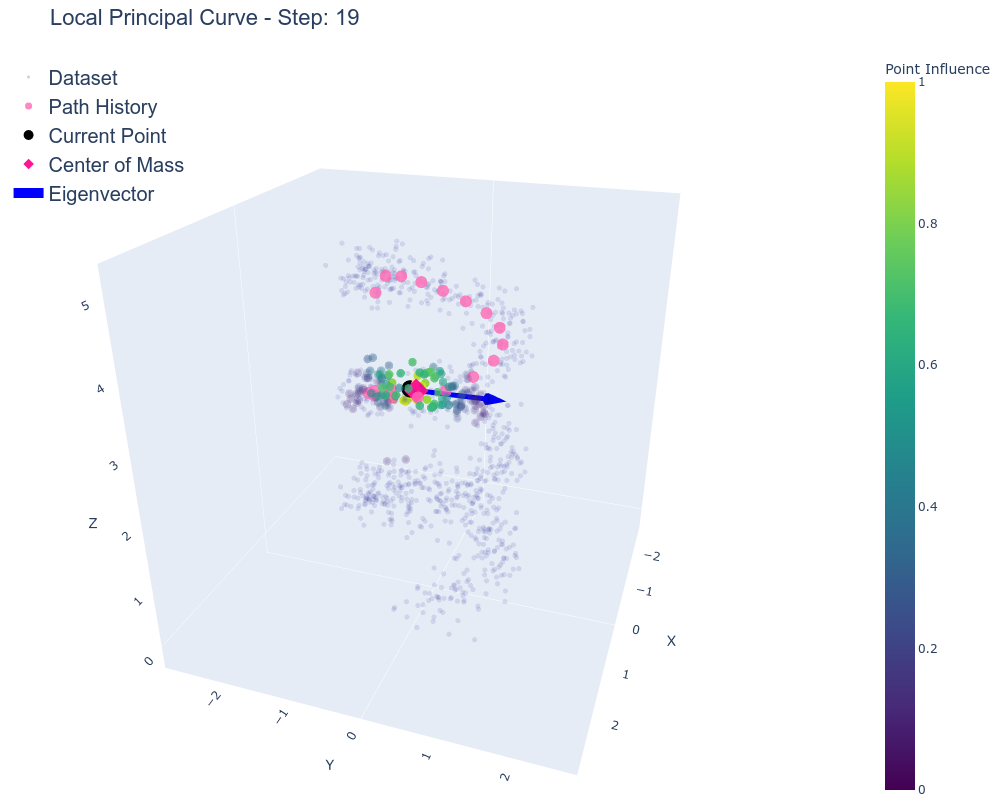 Local Principal Curve - Step: 19
Dataset
Path History
Current Point
Center of Mass
Eigenvector
Point Influence
1
0.8
0.6
0.4
0.2
0
5
4
3
2
1
0
Z
−2
−1
0
1
2
Y
−2
−1
0
1
2
X